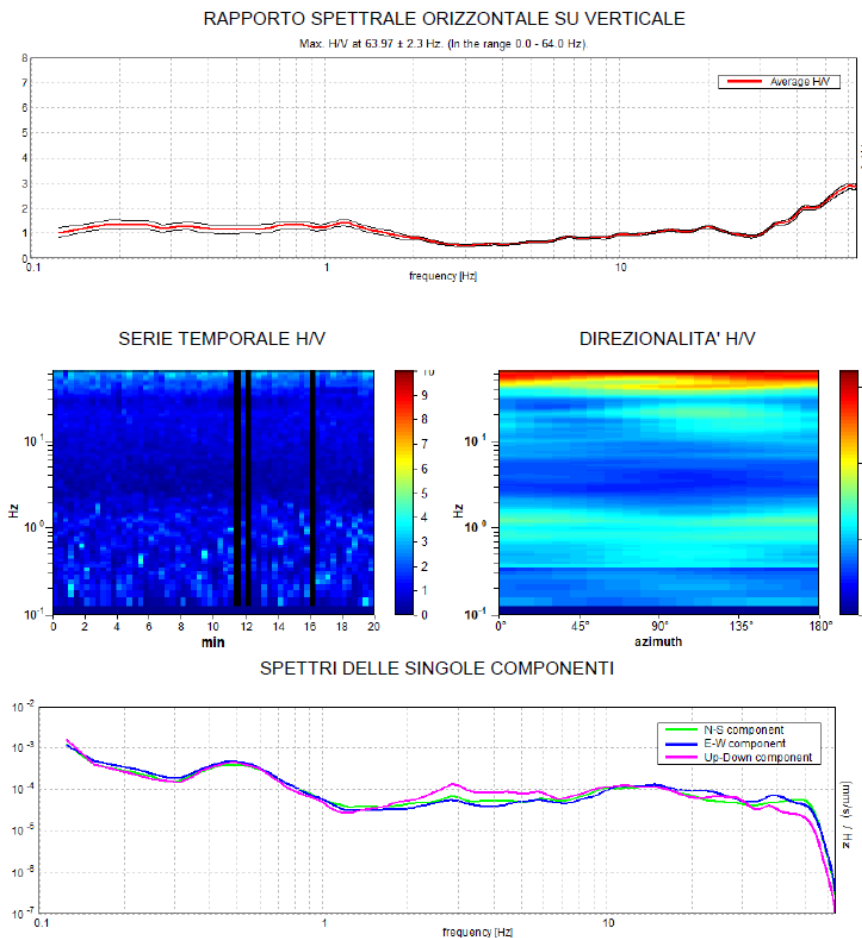 RAPPORTO SPETTRALE ORIZZONTALE SU VERTICALE
Max. H/V at 63.97 ± 2.3 Hz. (In the range 0.0 - 64.0 Hz).
8
7
6
5
4
3
2
1
0
Average H/V
0.1
1
10
frequency [Hz]
SERIE TEMPORALE H/V
DIREZIONALITA' H/V
10
9
8
7
6
5
4
3
2
1
0
Hz
10¹
10⁰
10⁻¹
0 2 4 6 8 10 12 14 16 18 20
min
Hz
10¹
10⁰
10⁻¹
0° 45° 90° 135° 180°
azimuth
SPETTRI DELLE SINGOLE COMPONENTI
10⁻²
10⁻³
10⁻⁴
10⁻⁵
10⁻⁶
10⁻⁷
N-S component
E-W component
Up-Down component
(mm/s) / Hz
0.1
1
10
frequency [Hz]